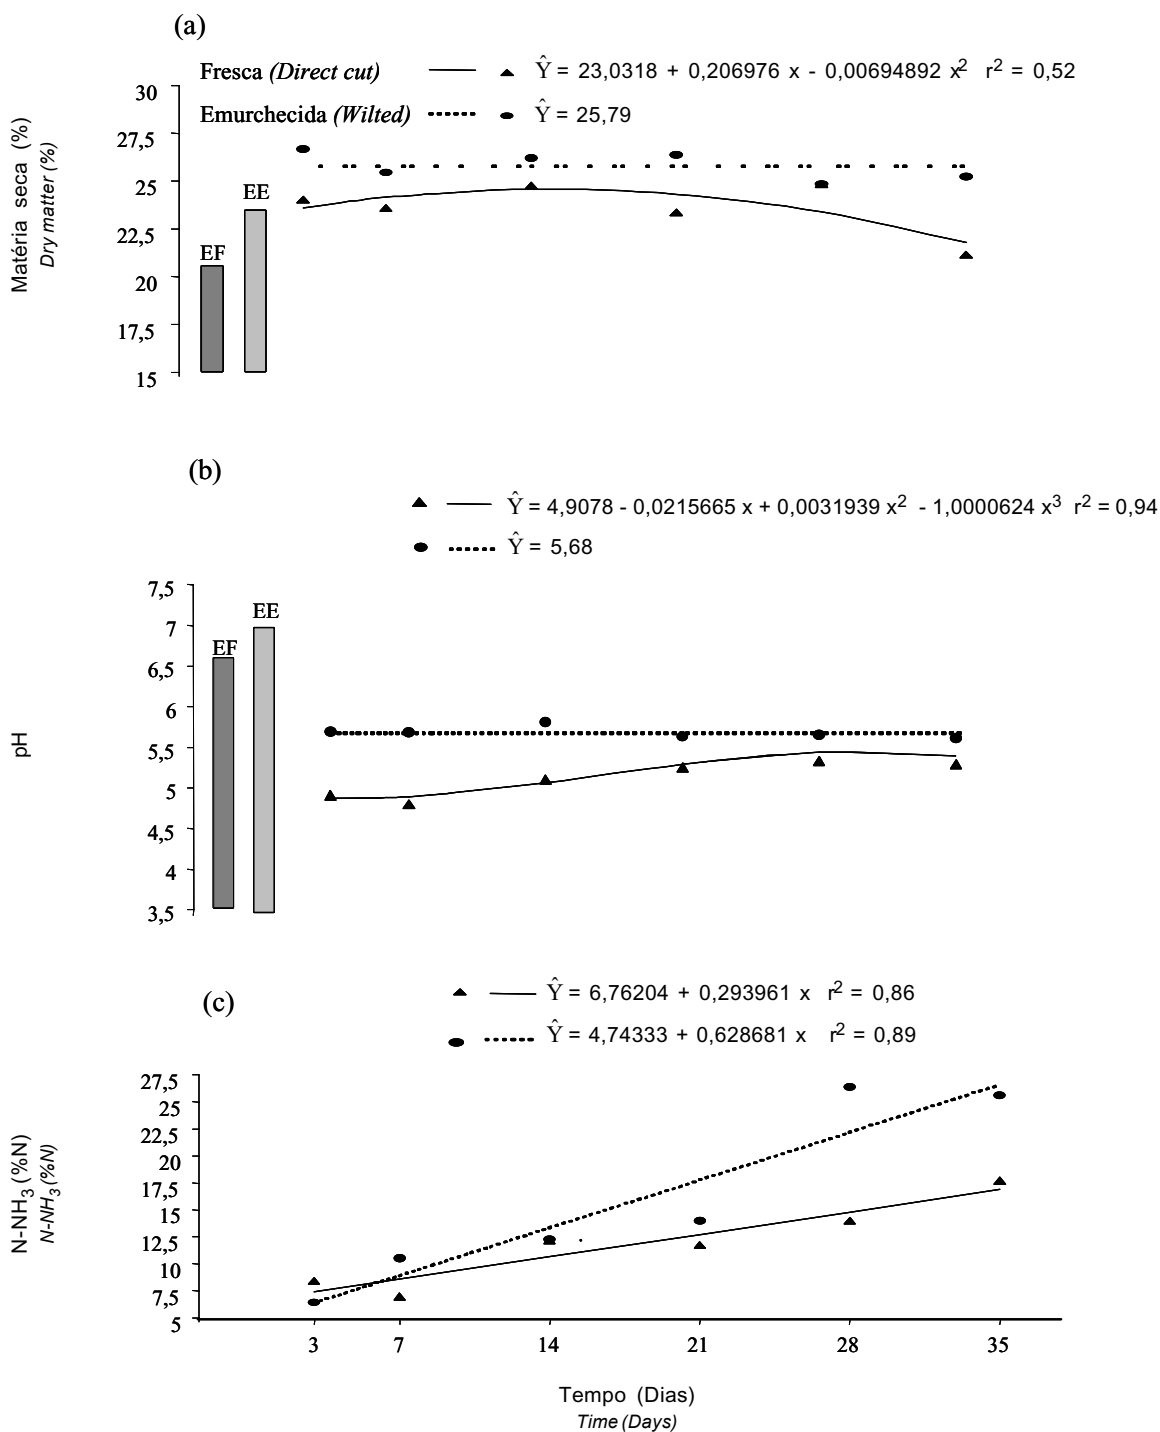 (a)
Fresca (Direct cut) Ŷ = 23,0318 + 0,206976 x - 0,00694892 x² r² = 0,52
Emurchecida (Wilted) Ŷ = 25,79
Matéria seca (%)
Dry matter (%)
30
27,5
25
22,5
20
17,5
15
EF
EE
(b)
Ŷ = 4,9078 - 0,0215665 x + 0,0031939 x² - 1,0000624 x³ r² = 0,94
Ŷ = 5,68
pH
7,5
7
6,5
6
5,5
5
4,5
4
3,5
EF
EE
(c)
Ŷ = 6,76204 + 0,293961 x r² = 0,86
Ŷ = 4,74333 + 0,628681 x r² = 0,89
N-NH₃ (%N)
N-NH₃ (%N)
27,5
25
22,5
20
17,5
15
12,5
10
7,5
5
3 7 14 21 28 35
Tempo (Dias)
Time (Days)